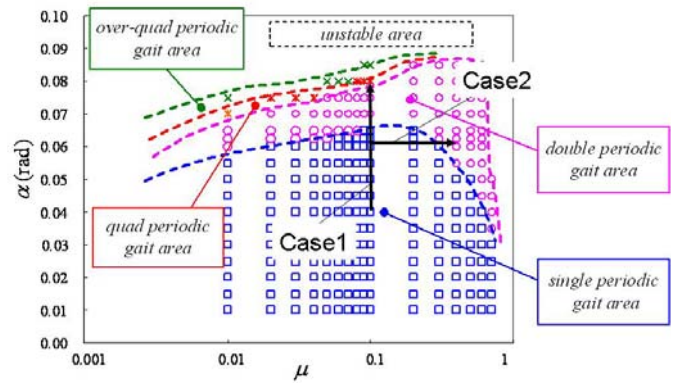 over-quad periodic
gait area
unstable area
Case2
double periodic
gait area
quad periodic
gait area
Case1
single periodic
gait area
α (rad)
0.10
0.09
0.08
0.07
0.06
0.05
0.04
0.03
0.02
0.01
0.00
0.001
0.01
0.1
1
μ